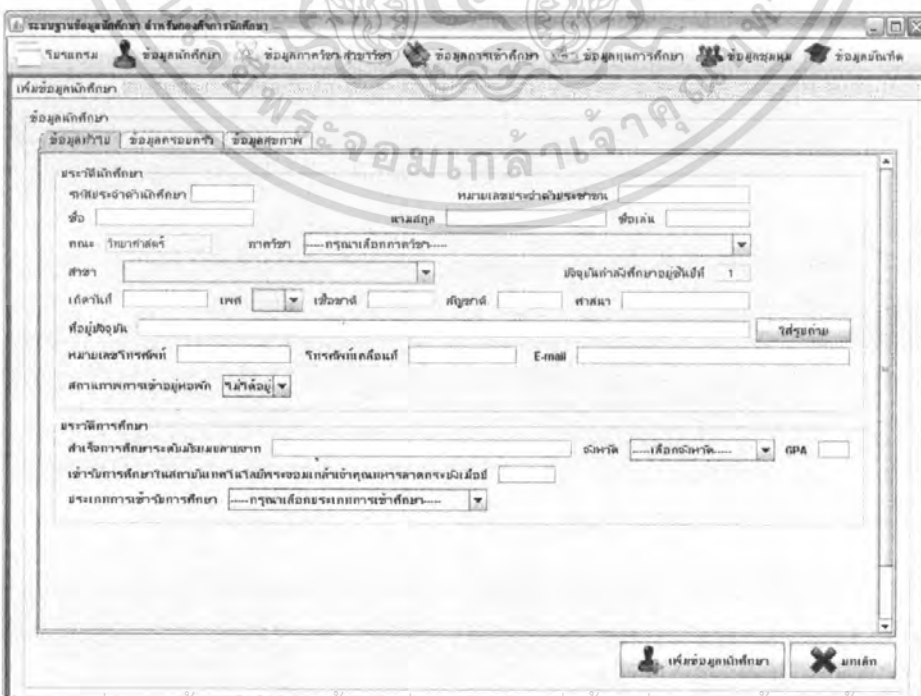 ระบบฐานข้อมูลนักศึกษา สำหรับกองกิจการนักศึกษา
โปรแกรม ข้อมูลนักศึกษา ข้อมูลภาควิชา สาขาวิชา ข้อมูลการเข้าศึกษา ข้อมูลทุนการศึกษา ข้อมูลชุมนุม ข้อมูลบัณฑิต
เพิ่มข้อมูลนักศึกษา
ข้อมูลนักศึกษา
ข้อมูลทั่วไป ข้อมูลครอบครัว ข้อมูลสุขภาพ
พระจอมเกล้าเจ้าคุณทหาร
ประวัตินักศึกษา
รหัสประจำตัวนักศึกษา หมายเลขประจำตัวประชาชน
ชื่อ นามสกุล ชื่อเล่น
คณะ วิทยาศาสตร์ ภาควิชา -----กรุณาเลือกภาควิชา-----
สาขา ปัจจุบันกำลังศึกษาอยู่ชั้นปีที่ 1
เกิดวันที่ เพศ เชื้อชาติ สัญชาติ ศาสนา
ที่อยู่ปัจจุบัน ใส่รูปถ่าย
หมายเลขโทรศัพท์ โทรศัพท์เคลื่อนที่ E-mail
สถานภาพการเข้าอยู่หอพัก ไม่ได้อยู่
ประวัติการศึกษา
สำเร็จการศึกษาระดับมัธยมปลายจาก จังหวัด -----เลือกจังหวัด----- GPA
เข้ารับการศึกษาในสถาบันเทคโนโลยีพระจอมเกล้าเจ้าคุณทหารลาดกระบังเมื่อปี
ประเภทการเข้ารับการศึกษา -----กรุณาเลือกประเภทการเข้าศึกษา-----
เพิ่มข้อมูลนักศึกษา ยกเลิก